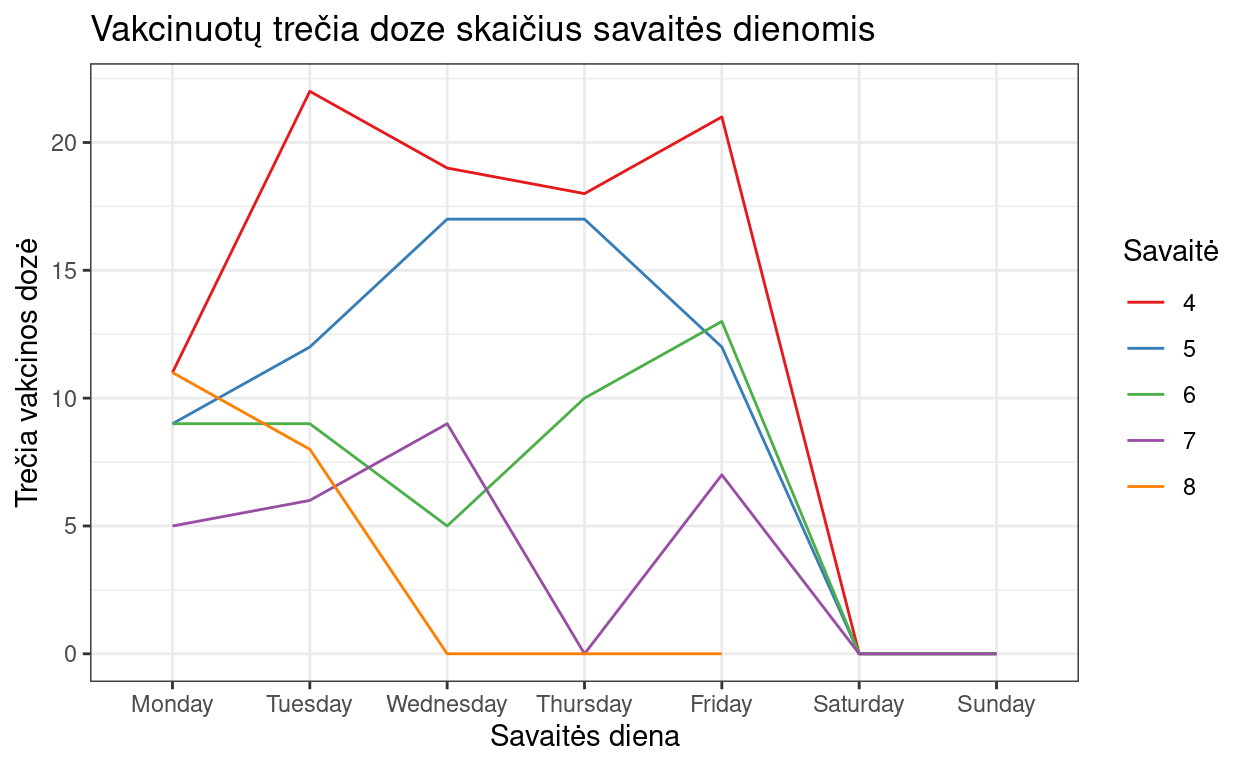 Vakcinuotų trečia doze skaičius savaitės dienomis
Trečia vakcinos dozė
20
15
10
5
0
Monday Tuesday Wednesday Thursday Friday Saturday Sunday
Savaitės diena
Savaitė
4
5
6
7
8